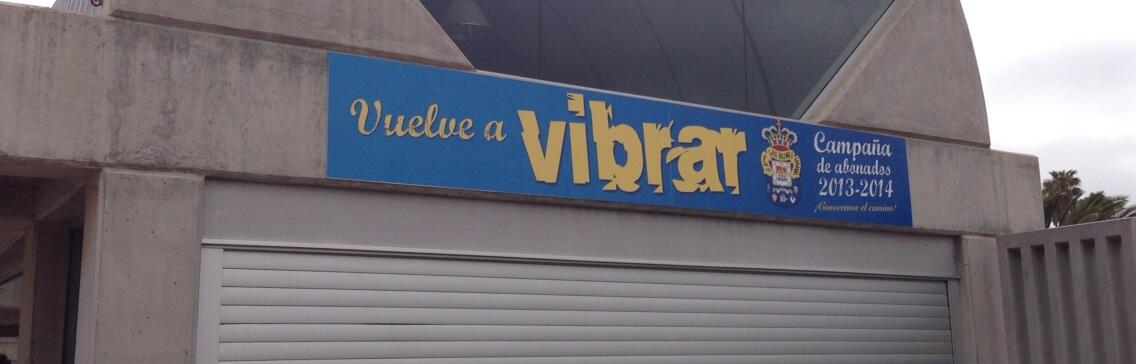 Vuelve a vibrar
Campaña
de abonados
2013-2014
¡Conocemos el camino!